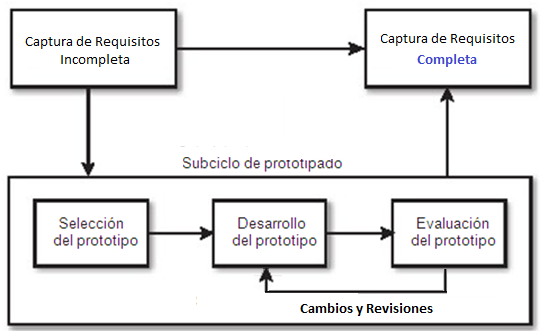 Captura de Requisitos
Incompleta
Captura de Requisitos
Completa
Subciclo de prototipado
Selección
del prototipo
Desarrollo
del prototipo
Evaluación
del prototipo
Cambios y Revisiones